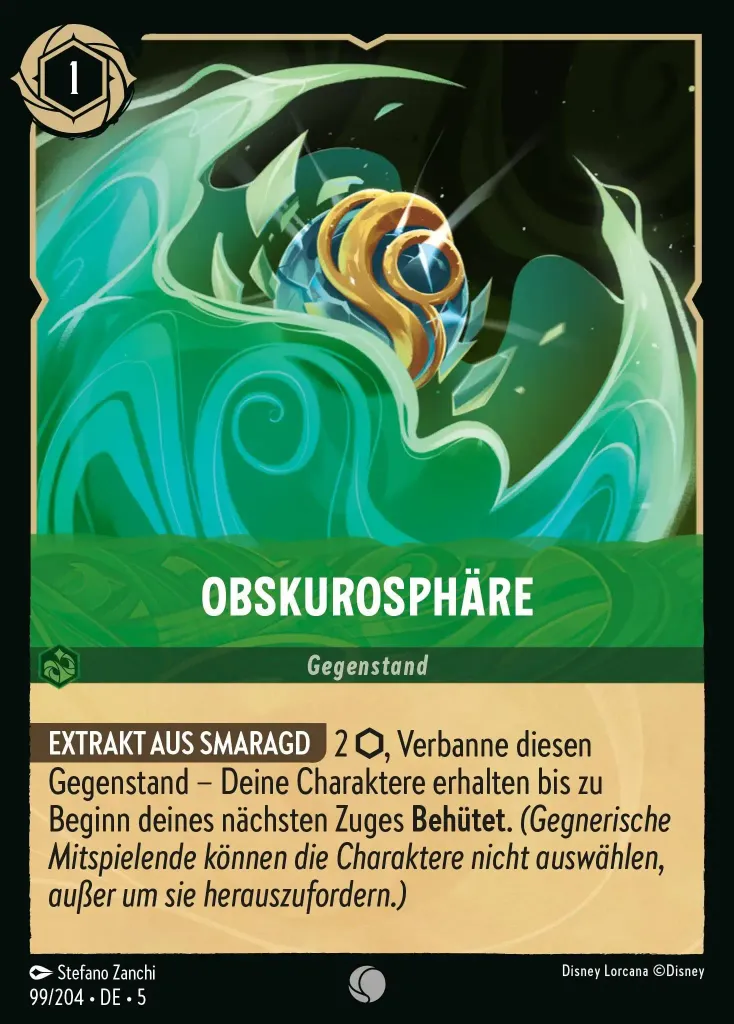 1
OBSKUROSPHÄRE
Gegenstand
EXTRAKT AUS SMARAGD 2 ⬡, Verbanne diesen
Gegenstand – Deine Charaktere erhalten bis zu
Beginn deines nächsten Zuges Behütet. (Gegnerische
Mitspielende können die Charaktere nicht auswählen,
außer um sie herauszufordern.)
Stefano Zanchi
Disney Lorcana ©Disney
99/204 • DE • 5